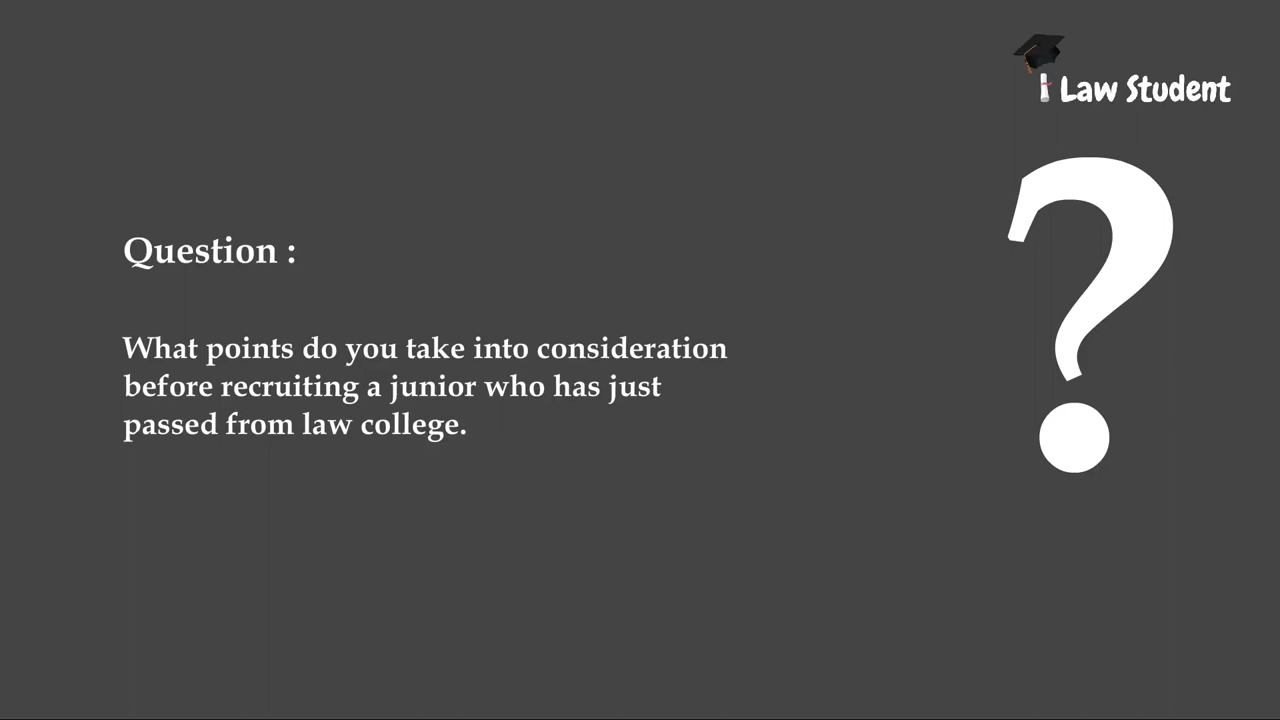 Law Student
Question :
What points do you take into consideration
before recruiting a junior who has just
passed from law college.
?